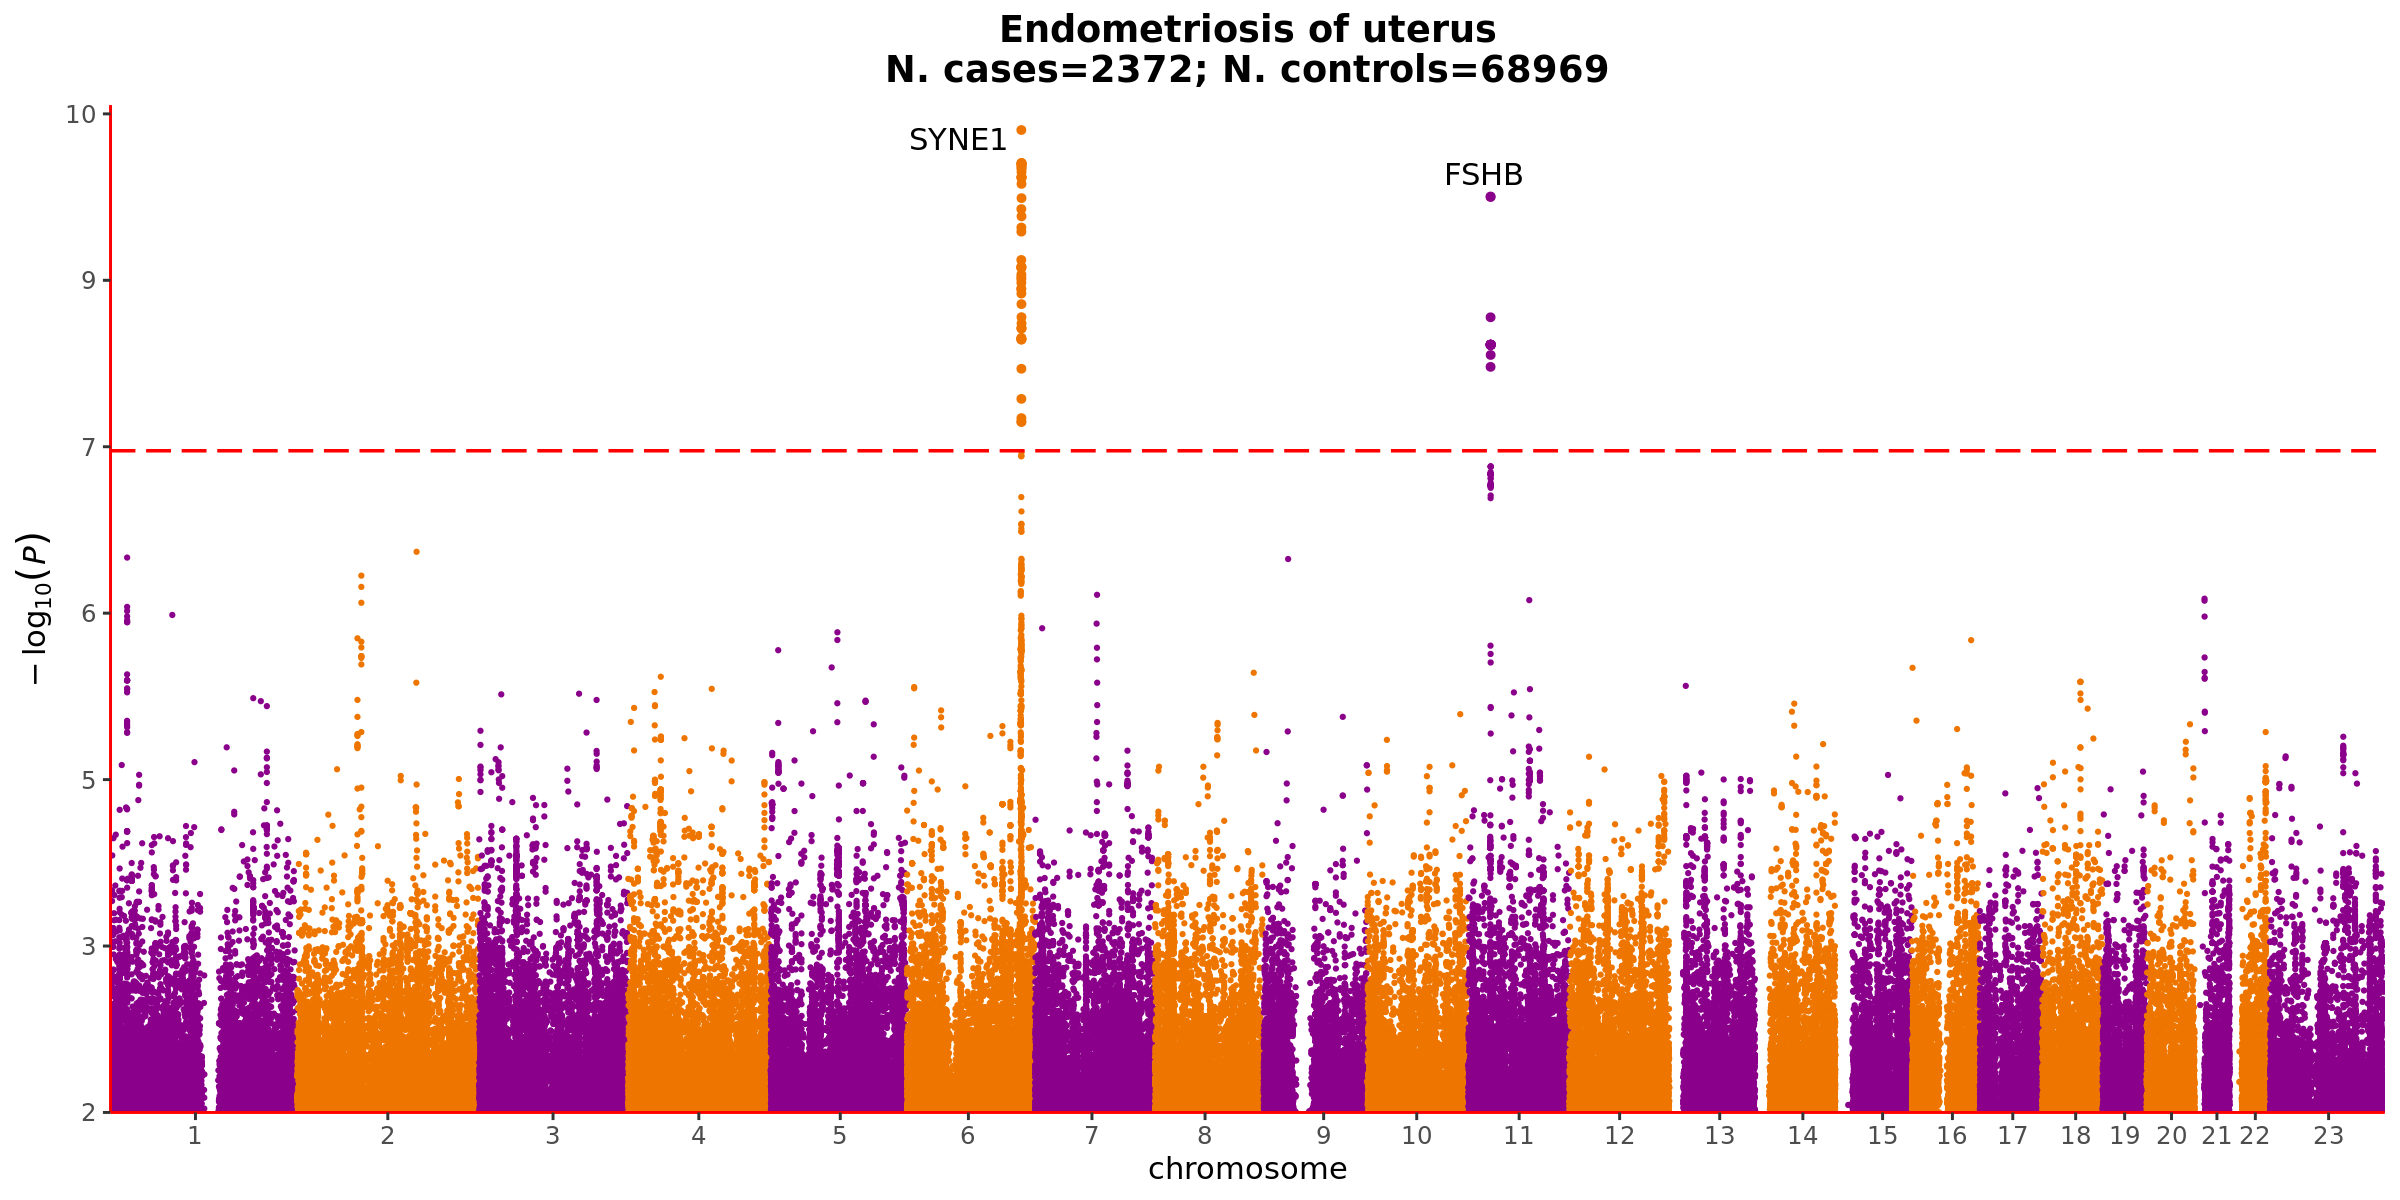 Endometriosis of uterus
N. cases=2372; N. controls=68969
10
SYNE1
FSHB
9
7
6
5
3
2
−log10(P)
1 2 3 4 5 6 7 8 9 10 11 12 13 14 15 16 17 18 19 20 21 22 23
chromosome